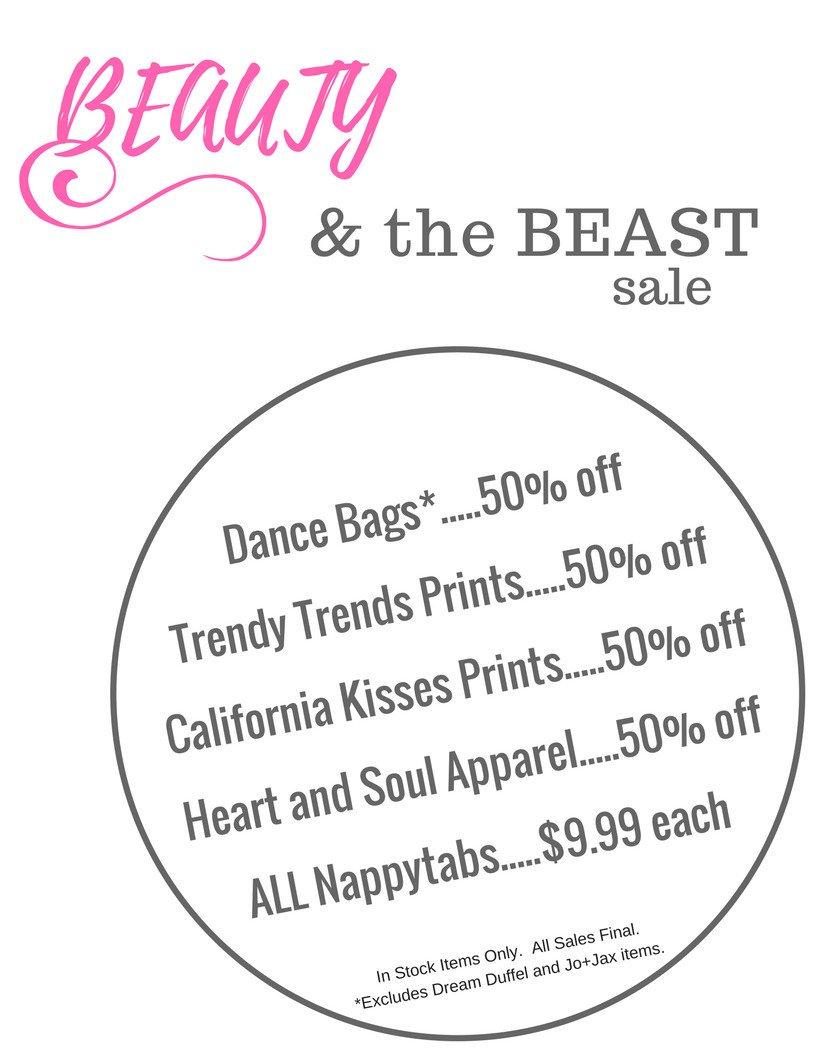 BEAUTY
& the BEAST
sale
Dance Bags*.....50% off
Trendy Trends Prints.....50% off
California Kisses Prints.....50% off
Heart and Soul Apparel.....50% off
ALL Nappytabs.....$9.99 each
In Stock Items Only.  All Sales Final.
*Excludes Dream Duffel and Jo+Jax items.